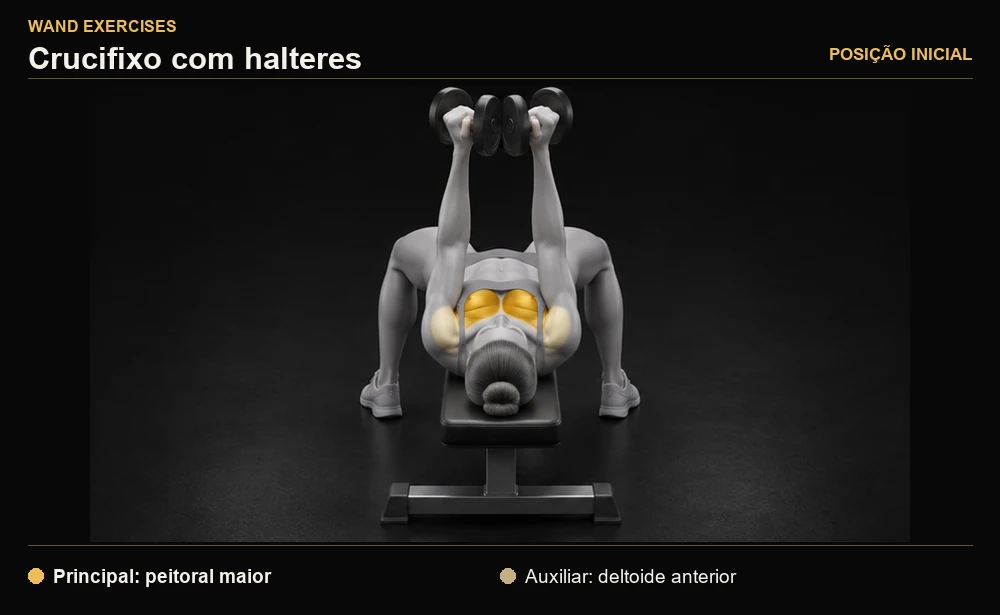 WAND EXERCISES
Crucifixo com halteres
POSIÇÃO INICIAL
Principal: peitoral maior
Auxiliar: deltoide anterior